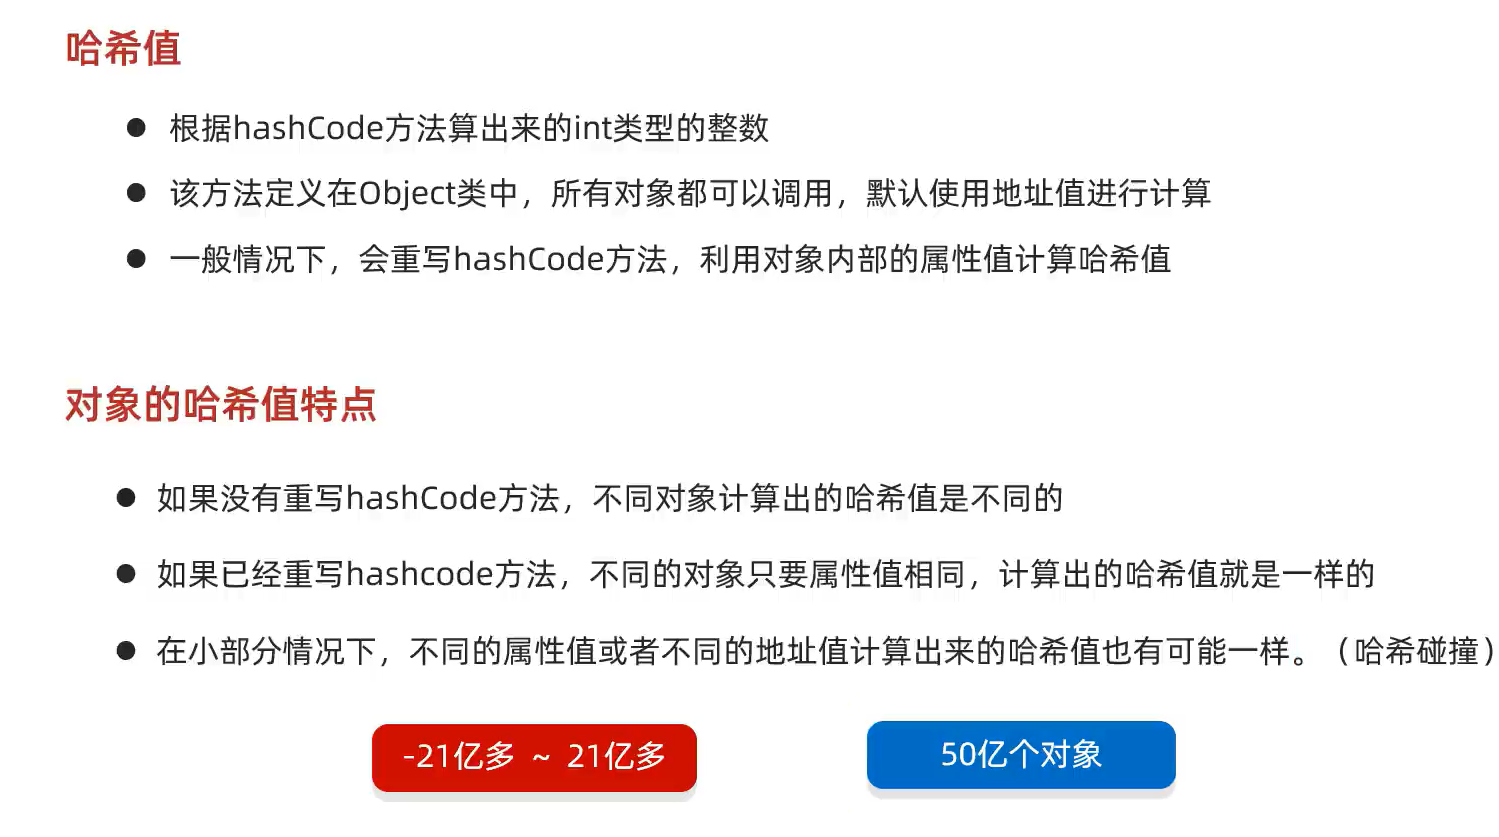 哈希值
● 根据hashCode方法算出来的int类型的整数
● 该方法定义在Object类中，所有对象都可以调用，默认使用地址值进行计算
● 一般情况下，会重写hashCode方法，利用对象内部的属性值计算哈希值
对象的哈希值特点
● 如果没有重写hashCode方法，不同对象计算出的哈希值是不同的
● 如果已经重写hashcode方法，不同的对象只要属性值相同，计算出的哈希值就是一样的
● 在小部分情况下，不同的属性值或者不同的地址值计算出来的哈希值也有可能一样。（哈希碰撞）
-21亿多 ~ 21亿多
50亿个对象